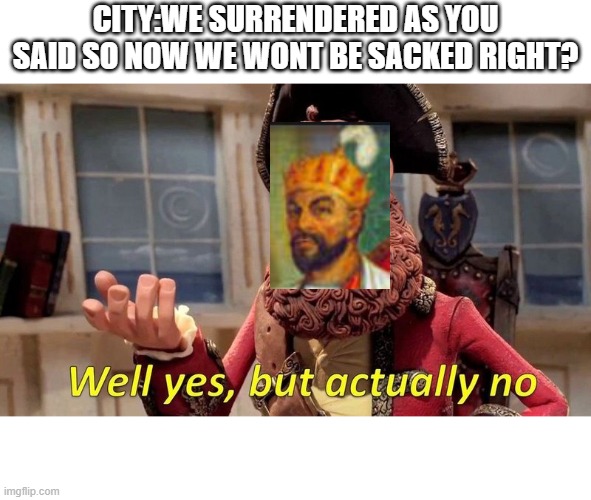 CITY:WE SURRENDERED AS YOU
SAID SO NOW WE WONT BE SACKED RIGHT?
Well yes, but actually no
imgflip.com